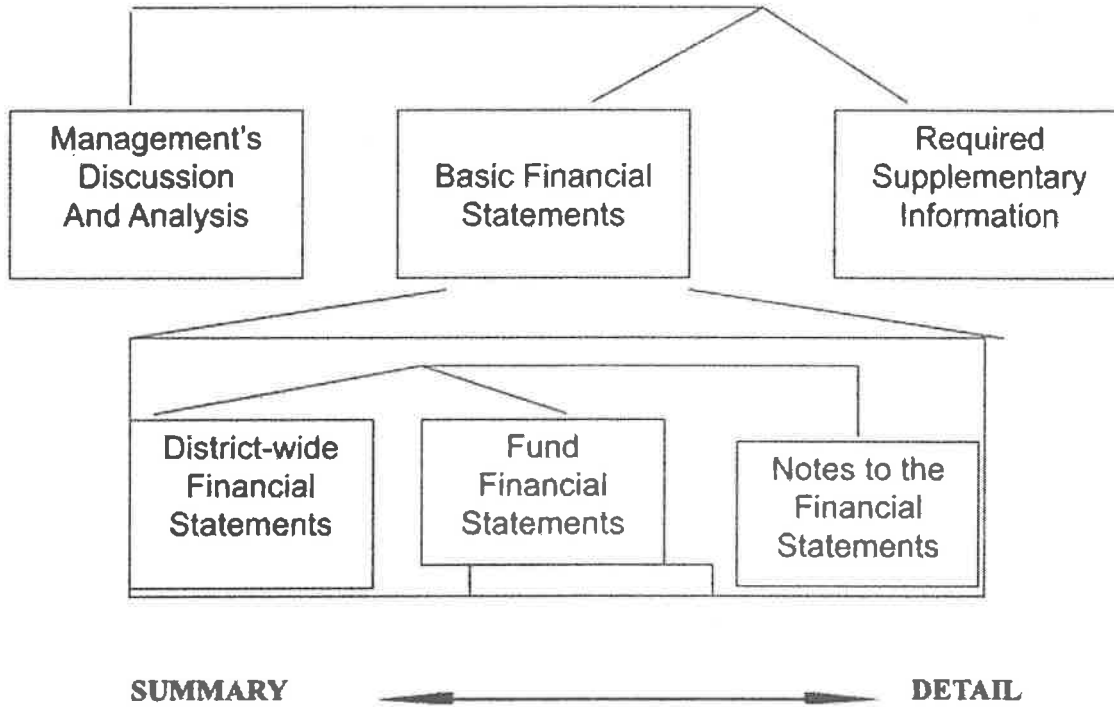 Management's
Discussion
And Analysis
Basic Financial
Statements
Required
Supplementary
Information
District-wide
Financial
Statements
Fund
Financial
Statements
Notes to the
Financial
Statements
SUMMARY
DETAIL